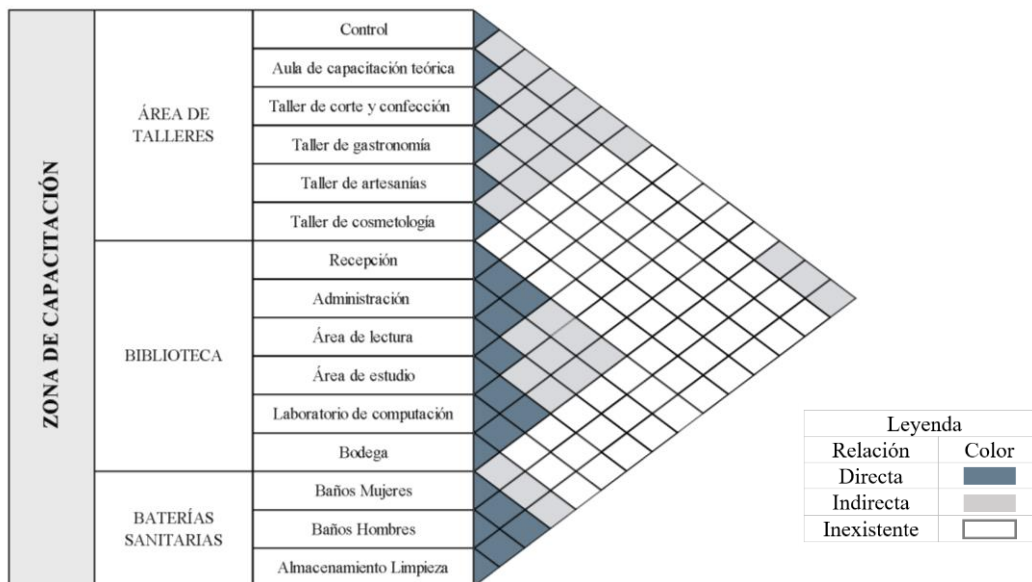 ZONA DE CAPACITACIÓN
ÁREA DE
TALLERES
Control
Aula de capacitación teórica
Taller de corte y confección
Taller de gastronomía
Taller de artesanías
Taller de cosmetología
BIBLIOTECA
Recepción
Administración
Área de lectura
Área de estudio
Laboratorio de computación
Bodega
BATERÍAS
SANITARIAS
Baños Mujeres
Baños Hombres
Almacenamiento Limpieza
Leyenda
Relación Color
Directa
Indirecta
Inexistente